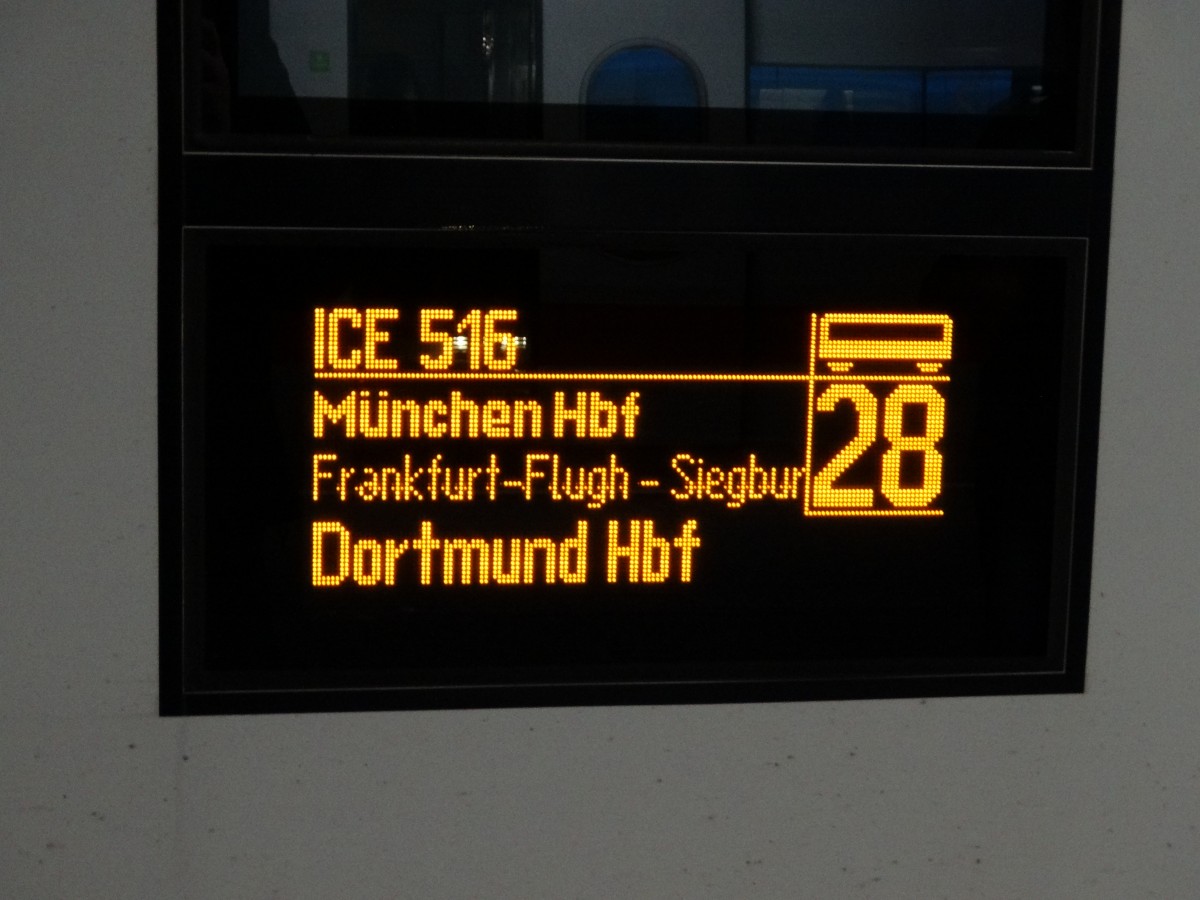 ICE 516
München Hbf
Frankfurt-Flugh - Siegbur
28
Dortmund Hbf